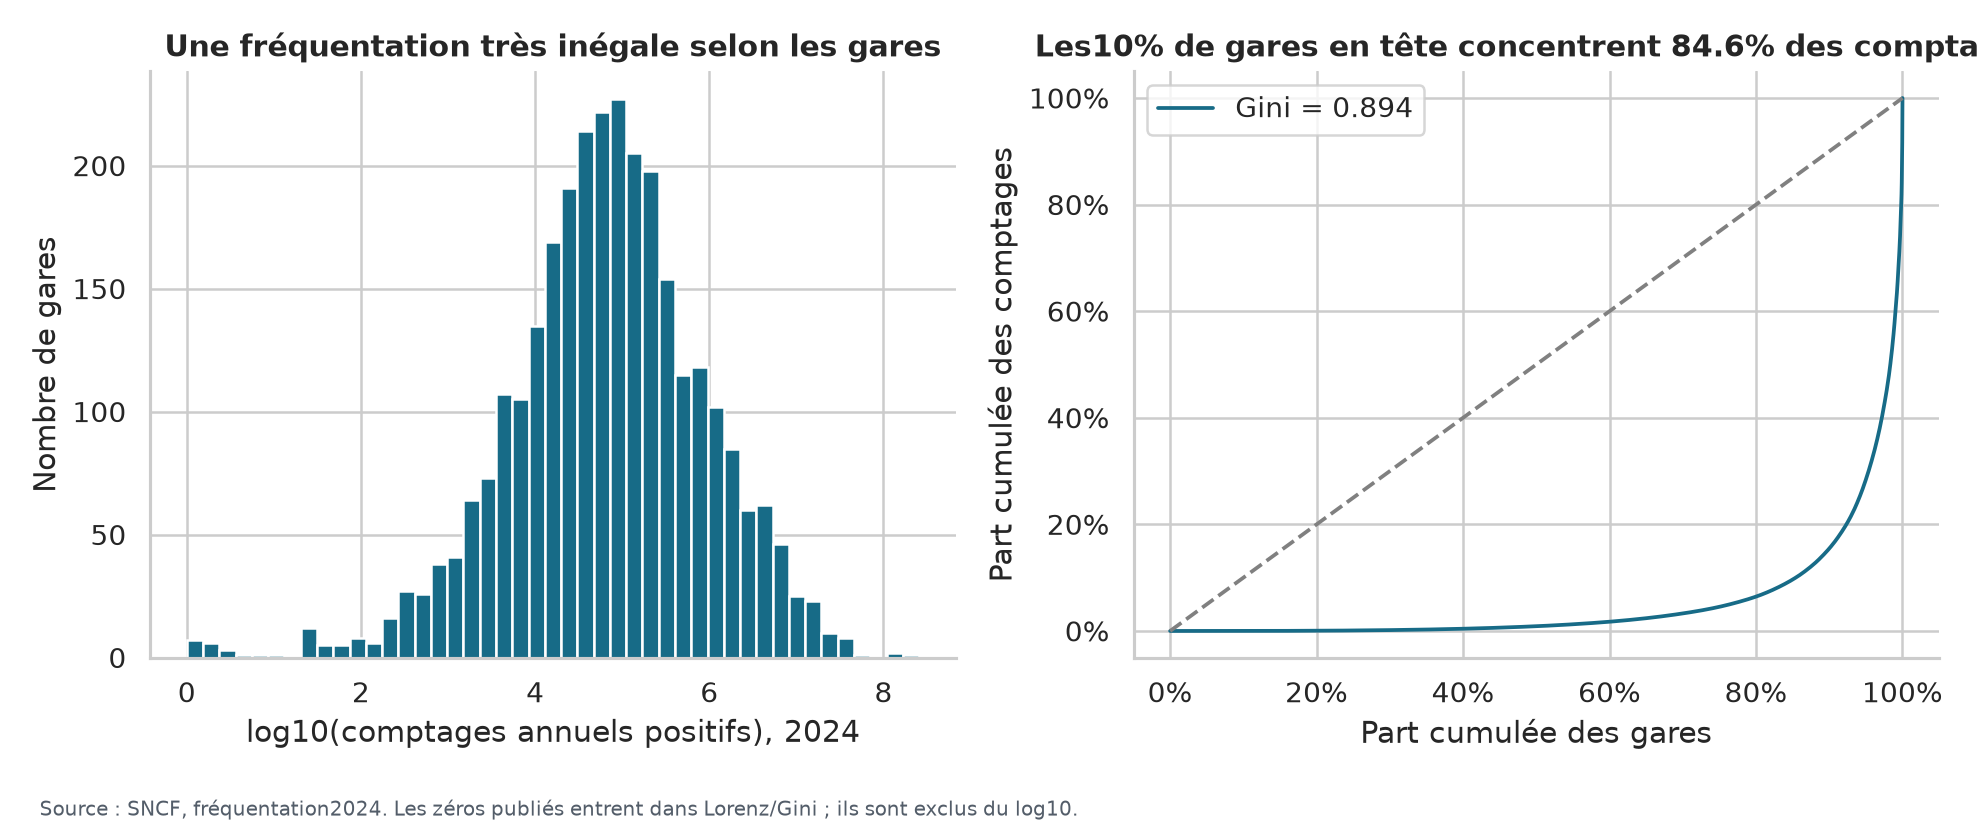 Une fréquentation très inégale selon les gares
Nombre de gares
200
150
100
50
0
0 2 4 6 8
log10(comptages annuels positifs), 2024
Les10% de gares en tête concentrent 84.6% des compta
Gini = 0.894
Part cumulée des comptages
100%
80%
60%
40%
20%
0%
0% 20% 40% 60% 80% 100%
Part cumulée des gares
Source : SNCF, fréquentation2024. Les zéros publiés entrent dans Lorenz/Gini ; ils sont exclus du log10.